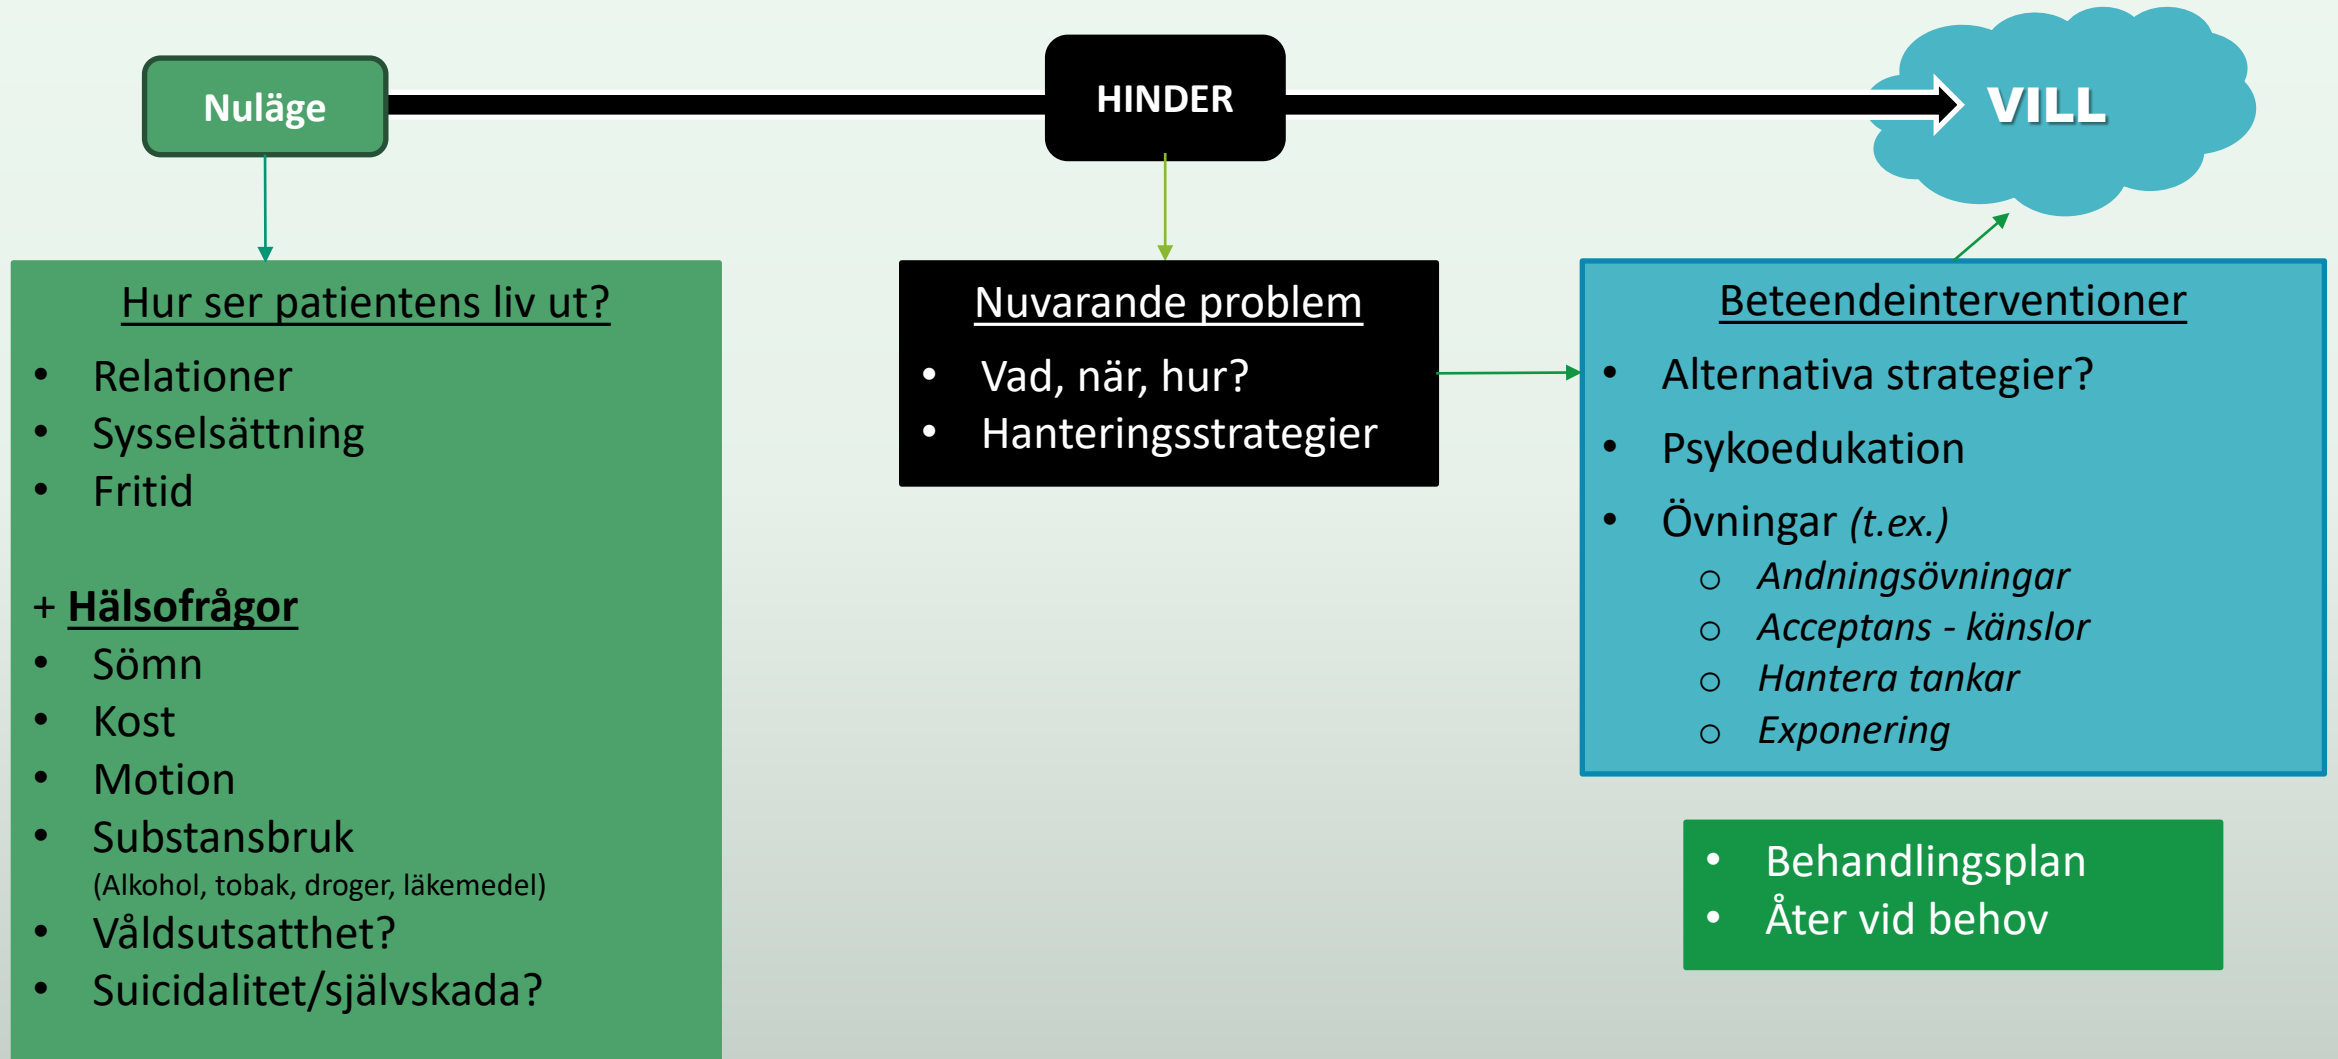 Nuläge
HINDER
VILL
Hur ser patientens liv ut?
• Relationer
• Sysselsättning
• Fritid
+ Hälsofrågor
• Sömn
• Kost
• Motion
• Substansbruk
(Alkohol, tobak, droger, läkemedel)
• Våldsutsatthet?
• Suicidalitet/självskada?
Nuvarande problem
• Vad, när, hur?
• Hanteringsstrategier
Beteendeinterventioner
• Alternativa strategier?
• Psykoedukation
• Övningar (t.ex.)
o Andningsövningar
o Acceptans - känslor
o Hantera tankar
o Exponering
• Behandlingsplan
• Åter vid behov